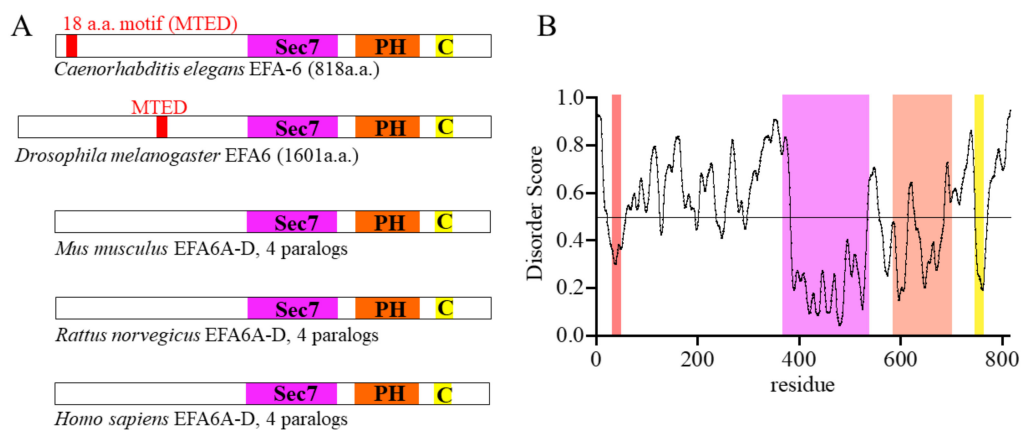 A
18 a.a. motif (MTED)
Sec7 PH C
Caenorhabditis elegans EFA-6 (818a.a.)
MTED
Sec7 PH C
Drosophila melanogaster EFA6 (1601a.a.)
Sec7 PH C
Mus musculus EFA6A-D, 4 paralogs
Sec7 PH C
Rattus norvegicus EFA6A-D, 4 paralogs
Sec7 PH C
Homo sapiens EFA6A-D, 4 paralogs
B
Disorder Score
1.0
0.8
0.6
0.4
0.2
0.0
0 200 400 600 800
residue